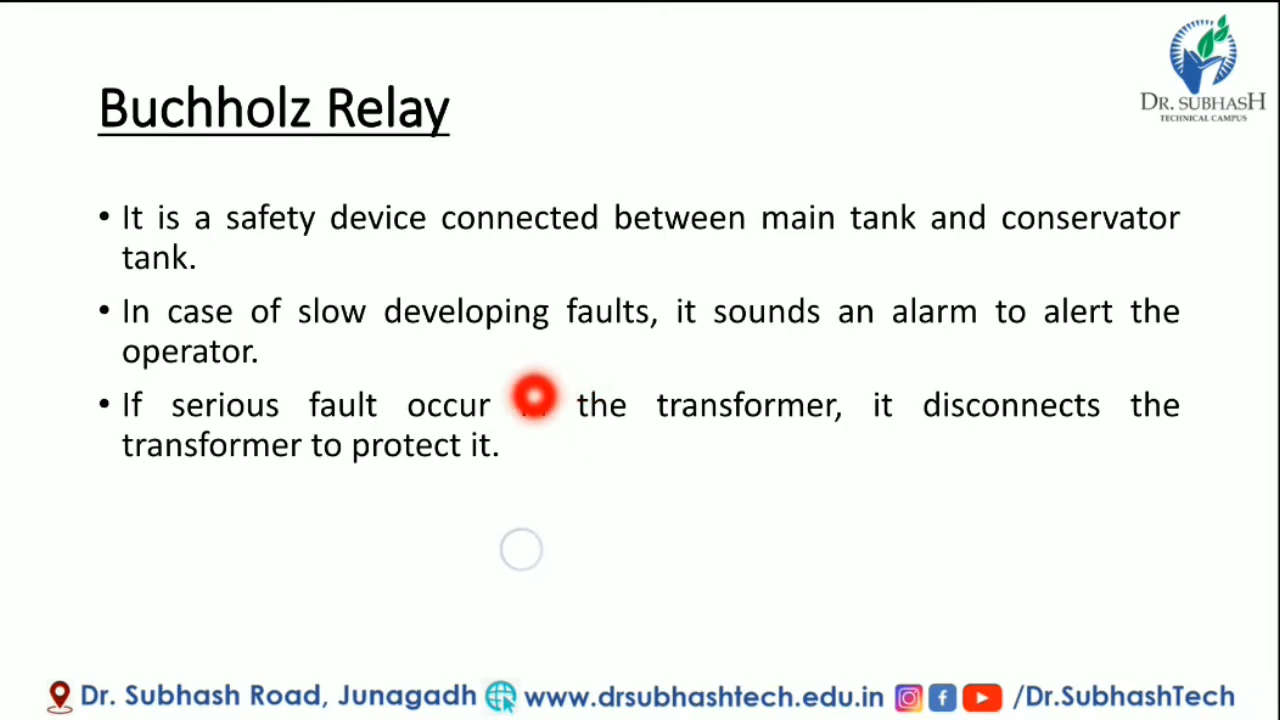 DR. SUBHASH
TECHNICAL CAMPUS
Buchholz Relay
• It is a safety device connected between main tank and conservator
tank.
• In case of slow developing faults, it sounds an alarm to alert the
operator.
• If serious fault occur the transformer, it disconnects the
transformer to protect it.
Dr. Subhash Road, Junagadh www.drsubhashtech.edu.in /Dr.SubhashTech